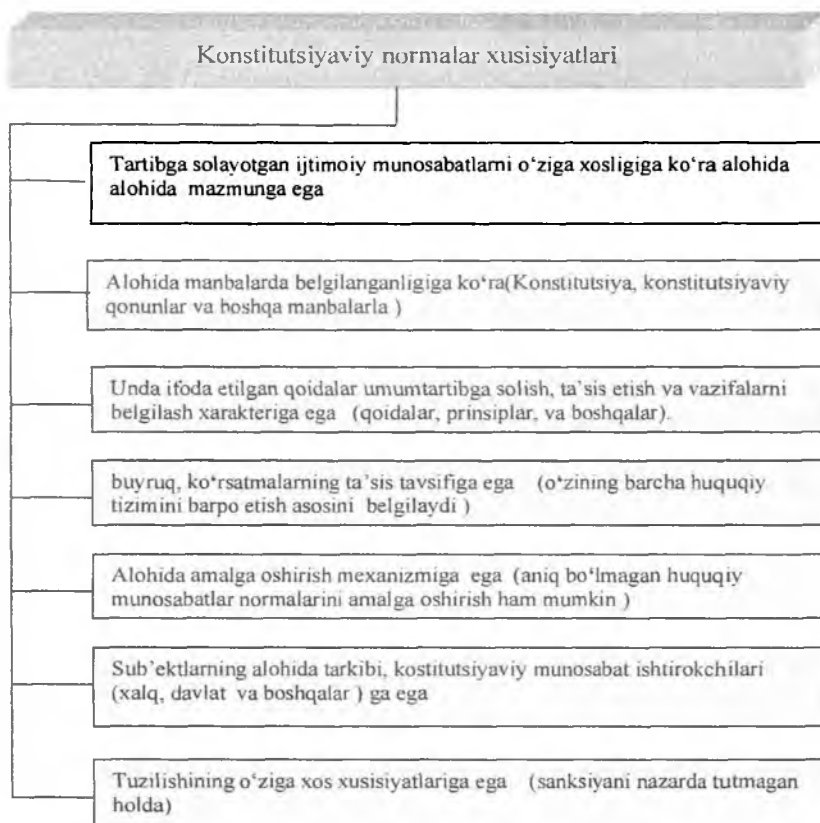 Konstitutsiyaviy normalar xusisiyatlari
Tartibga solayotgan ijtimoiy munosabatlarni o‘ziga xosligiga ko‘ra alohida
alohida mazmunga ega
Alohida manbalarda belgilanganligiga ko‘ra(Konstitutsiya, konstitutsiyaviy
qonunlar va boshqa manbalarla )
Unda ifoda etilgan qoidalar umumtartibga solish, ta’sis etish va vazifalarni
belgilash xarakteriga ega (qoidalar, prinsiplar, va boshqalar).
buyruq, ko‘rsatmalarning ta’sis tavsifiga ega (o‘zining barcha huquqiy
tizimini barpo etish asosini belgilaydi )
Alohida amalga oshirish mexanizmiga ega (aniq bo‘lmagan huquqiy
munosabatlar normalarini amalga oshirish ham mumkin )
Sub’ektlarning alohida tarkibi, kostitutsiyaviy munosabat ishtirokchilari
(xalq, davlat va boshqalar ) ga ega
Tuzilishining o‘ziga xos xusisiyatlariga ega (sanksiyani nazarda tutmagan
holda)